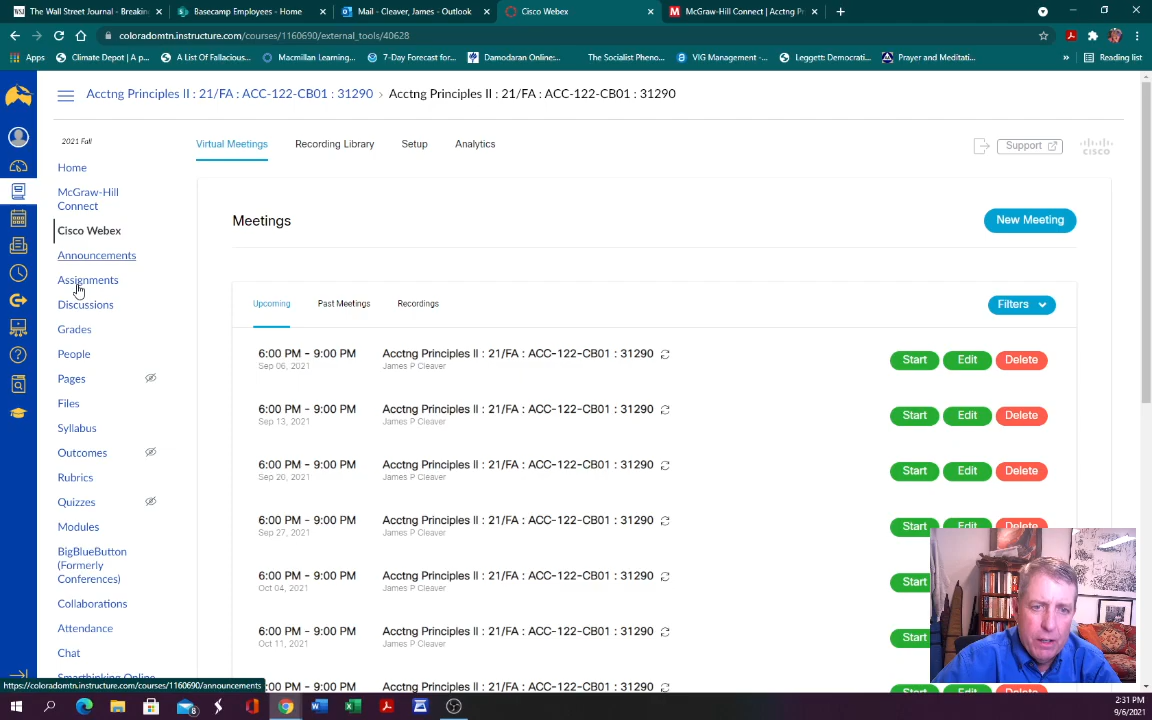 The Wall Street Journal - Breakin
Basecamp Employees - Home
Mail - Cleaver, James - Outlook
Cisco Webex
McGraw-Hill Connect | Acctng Pr
coloradomtn.instructure.com/courses/1160690/external_tools/40628
Apps
Climate Depot | A p...
A List Of Fallacious...
Macmillan Learning...
7-Day Forecast for...
Damodaran Online:...
The Socialist Pheno...
VIG Management -...
Leggett: Democrati...
Prayer and Meditati...
»
Reading list
Acctng Principles II : 21/FA : ACC-122-CB01 : 31290 › Acctng Principles II : 21/FA : ACC-122-CB01 : 31290
2021 Fall
Home
McGraw-Hill
Connect
Cisco Webex
Announcements
Assignments
Discussions
Grades
People
Pages
Files
Syllabus
Outcomes
Rubrics
Quizzes
Modules
BigBlueButton
(Formerly
Conferences)
Collaborations
Attendance
Chat
Smarthinking Online
Virtual Meetings
Recording Library
Setup
Analytics
Support
CISCO
Meetings
New Meeting
Upcoming
Past Meetings
Recordings
Filters
6:00 PM - 9:00 PM Acctng Principles II : 21/FA : ACC-122-CB01 : 31290 Start Edit Delete
Sep 06, 2021 James P Cleaver
6:00 PM - 9:00 PM Acctng Principles II : 21/FA : ACC-122-CB01 : 31290 Start Edit Delete
Sep 13, 2021 James P Cleaver
6:00 PM - 9:00 PM Acctng Principles II : 21/FA : ACC-122-CB01 : 31290 Start Edit Delete
Sep 20, 2021 James P Cleaver
6:00 PM - 9:00 PM Acctng Principles II : 21/FA : ACC-122-CB01 : 31290 Start Edit Delete
Sep 27, 2021 James P Cleaver
6:00 PM - 9:00 PM Acctng Principles II : 21/FA : ACC-122-CB01 : 31290 Start
Oct 04, 2021 James P Cleaver
6:00 PM - 9:00 PM Acctng Principles II : 21/FA : ACC-122-CB01 : 31290 Start
Oct 11, 2021 James P Cleaver
:00 PM - 9:00 PM Acctng Principles II : 21/FA : ACC-122-CB01 : 31290 Start
https://coloradomtn.instructure.com/courses/1160690/announcements
8
2:31 PM
9/6/2021